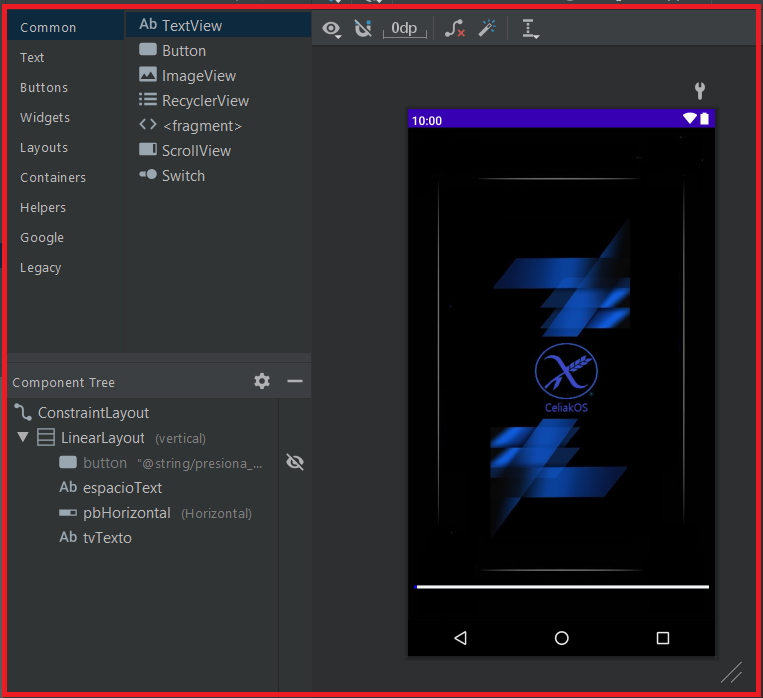 Common
Text
Buttons
Widgets
Layouts
Containers
Helpers
Google
Legacy
Ab TextView
Button
ImageView
RecyclerView
<> <fragment>
ScrollView
Switch
0dp
Component Tree
ConstraintLayout
LinearLayout (vertical)
button "@string/presiona_...
Ab espacioText
pbHorizontal (Horizontal)
Ab tvTexto
10:00
CeliakOS